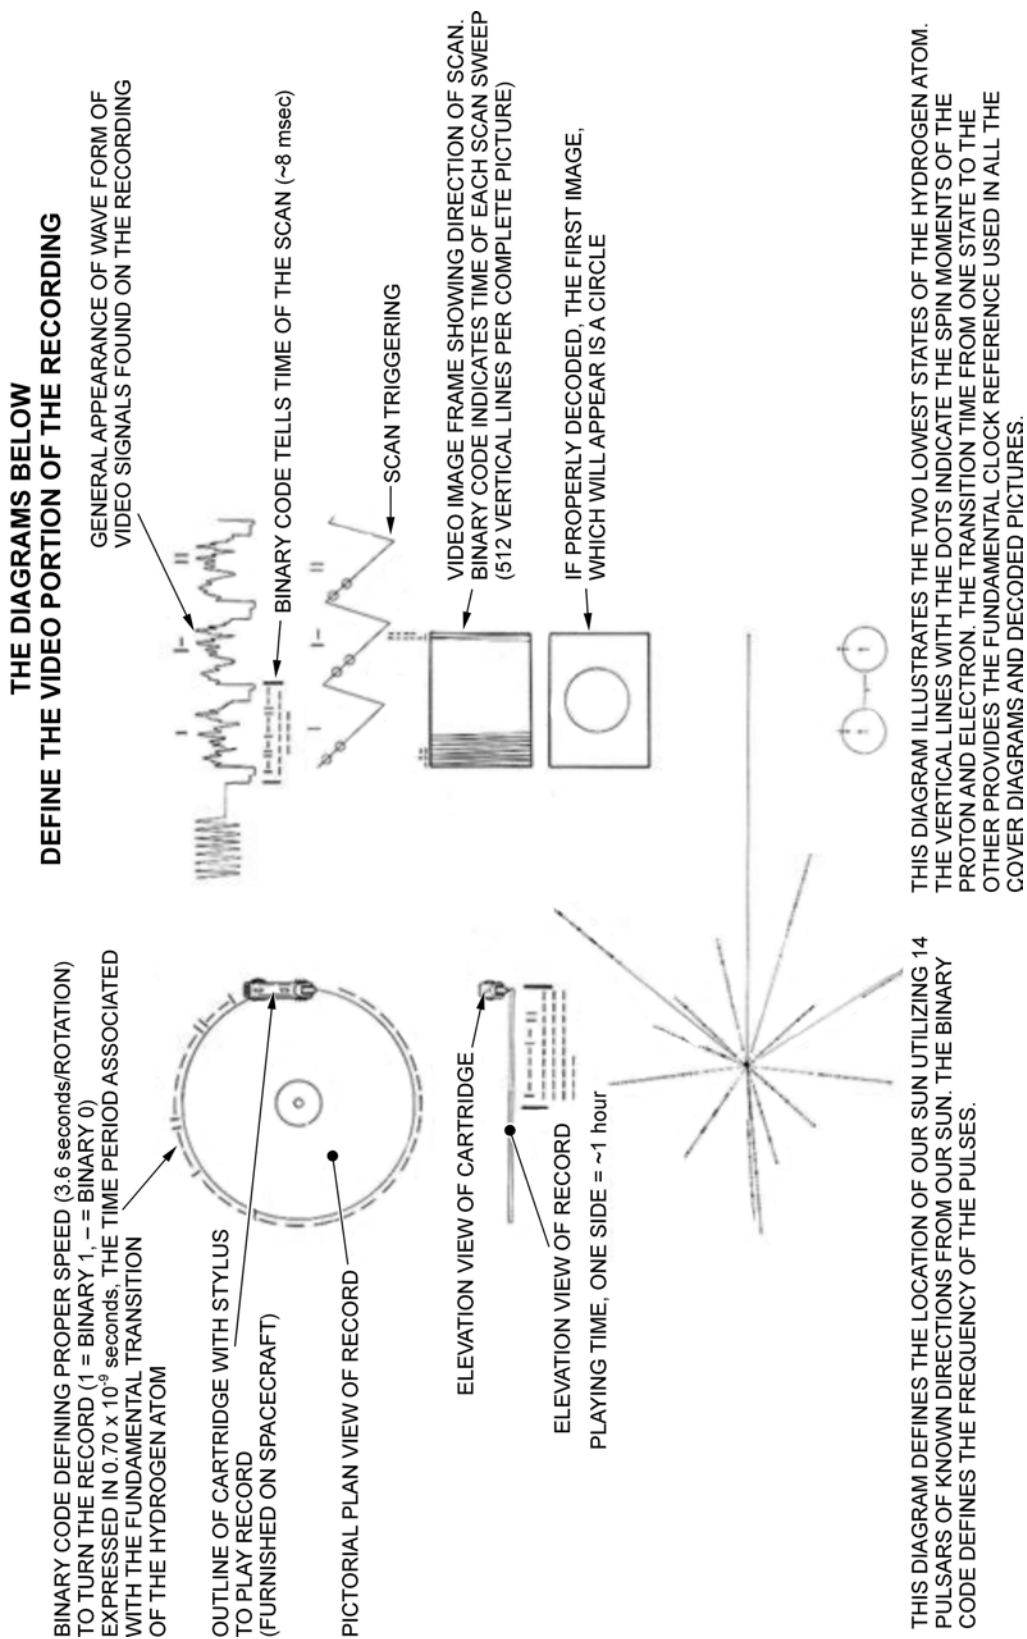 THE DIAGRAMS BELOW
DEFINE THE VIDEO PORTION OF THE RECORDING
BINARY CODE DEFINING PROPER SPEED (3.6 seconds/ROTATION)
TO TURN THE RECORD (1 = BINARY 1, – = BINARY 0)
EXPRESSED IN 0.70 x 10⁻⁹ seconds, THE TIME PERIOD ASSOCIATED
WITH THE FUNDAMENTAL TRANSITION
OF THE HYDROGEN ATOM
OUTLINE OF CARTRIDGE WITH STYLUS
TO PLAY RECORD
(FURNISHED ON SPACECRAFT)
PICTORIAL PLAN VIEW OF RECORD
ELEVATION VIEW OF CARTRIDGE
ELEVATION VIEW OF RECORD
PLAYING TIME, ONE SIDE = ~1 hour
GENERAL APPEARANCE OF WAVE FORM OF
VIDEO SIGNALS FOUND ON THE RECORDING
BINARY CODE TELLS TIME OF THE SCAN (~8 msec)
SCAN TRIGGERING
VIDEO IMAGE FRAME SHOWING DIRECTION OF SCAN.
BINARY CODE INDICATES TIME OF EACH SCAN SWEEP
(512 VERTICAL LINES PER COMPLETE PICTURE)
IF PROPERLY DECODED, THE FIRST IMAGE,
WHICH WILL APPEAR IS A CIRCLE
THIS DIAGRAM DEFINES THE LOCATION OF OUR SUN UTILIZING 14
PULSARS OF KNOWN DIRECTIONS FROM OUR SUN. THE BINARY
CODE DEFINES THE FREQUENCY OF THE PULSES.
THIS DIAGRAM ILLUSTRATES THE TWO LOWEST STATES OF THE HYDROGEN ATOM.
THE VERTICAL LINES WITH THE DOTS INDICATE THE SPIN MOMENTS OF THE
PROTON AND ELECTRON. THE TRANSITION TIME FROM ONE STATE TO THE
OTHER PROVIDES THE FUNDAMENTAL CLOCK REFERENCE USED IN ALL THE
COVER DIAGRAMS AND DECODED PICTURES.